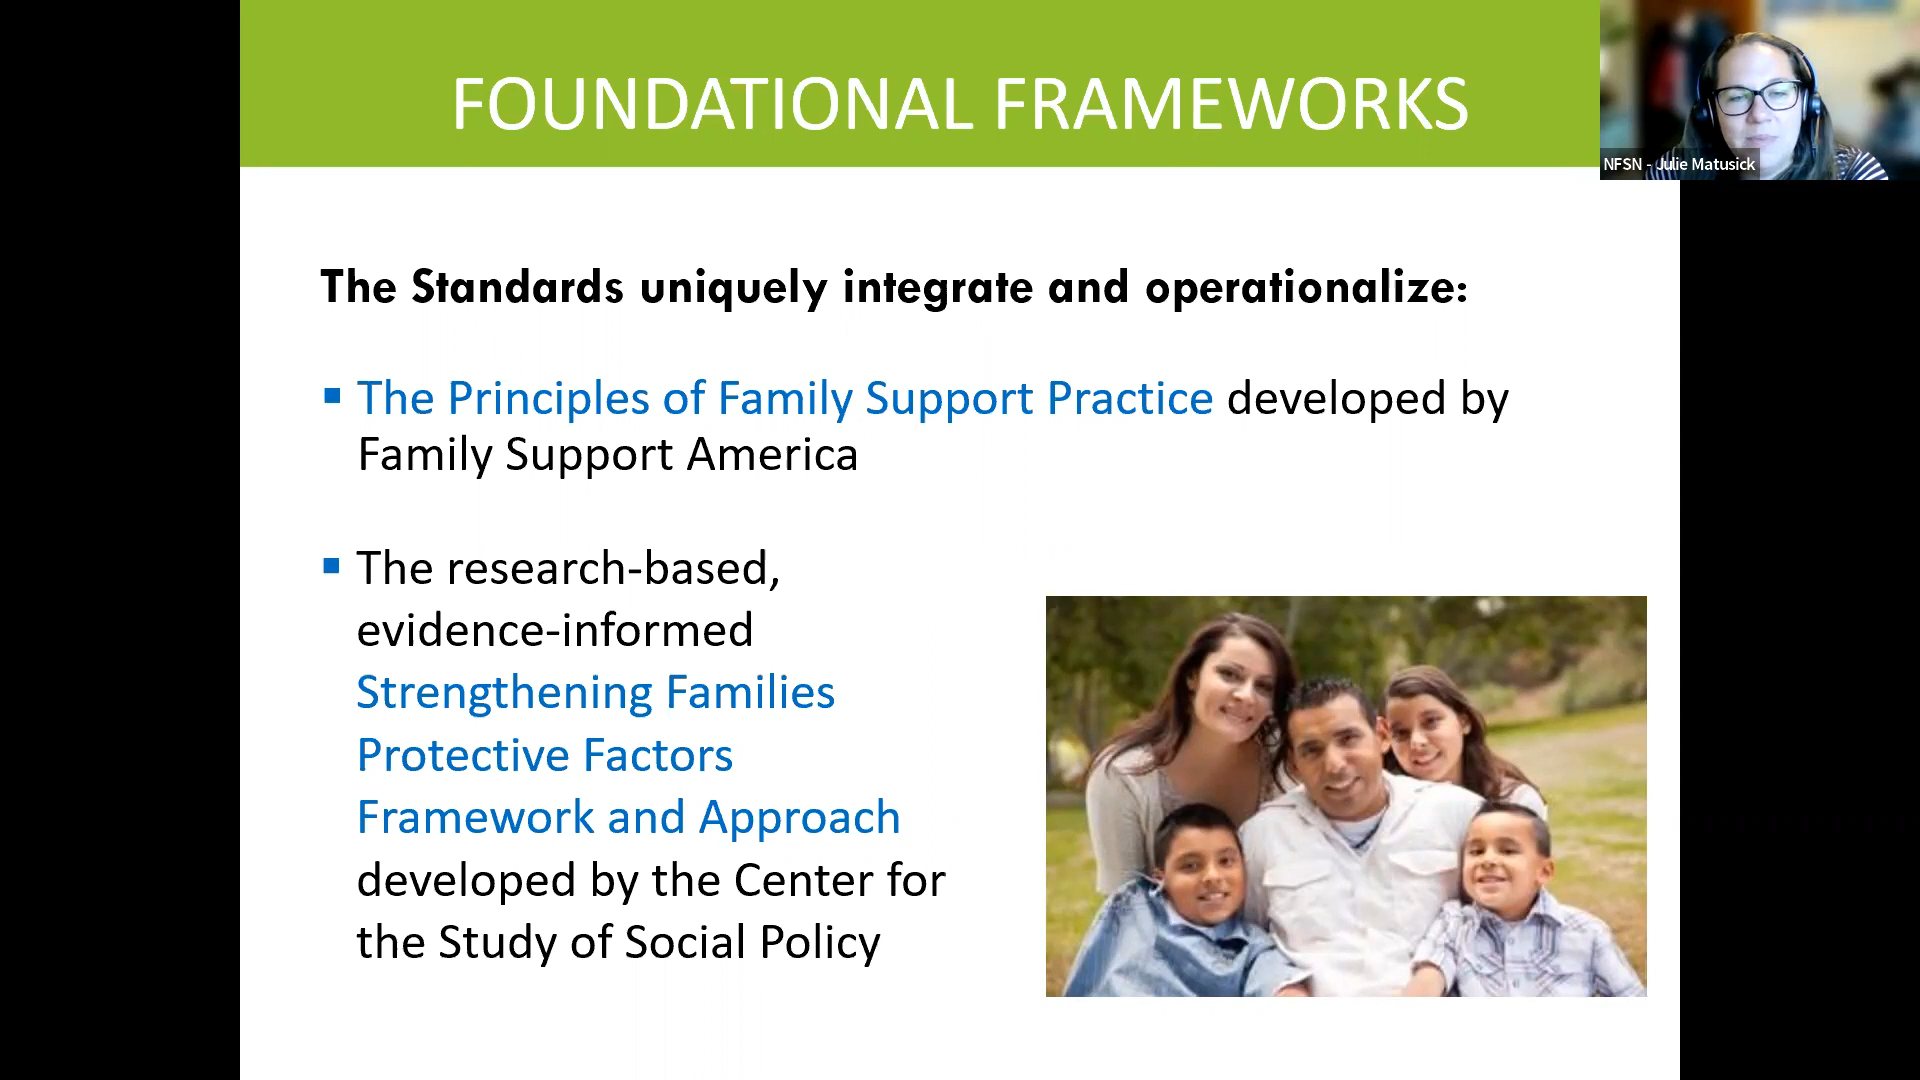 FOUNDATIONAL FRAMEWORKS
NFSN - Julie Matusick
The Standards uniquely integrate and operationalize:
The Principles of Family Support Practice developed by
Family Support America
The research-based,
evidence-informed
Strengthening Families
Protective Factors
Framework and Approach
developed by the Center for
the Study of Social Policy